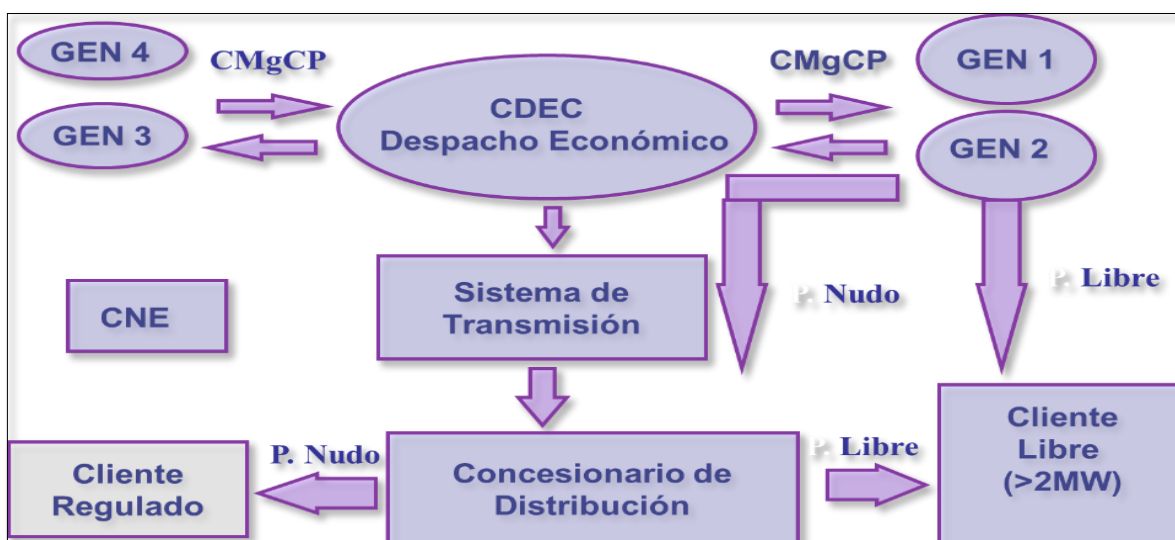 GEN 4
CMgCP
GEN 3
CDEC
Despacho Económico
CMgCP
GEN 1
GEN 2
CNE
Sistema de
Transmisión
P. Nudo
P. Libre
Cliente
Regulado
P. Nudo
Concesionario de
Distribución
P. Libre
Cliente
Libre
(>2MW)